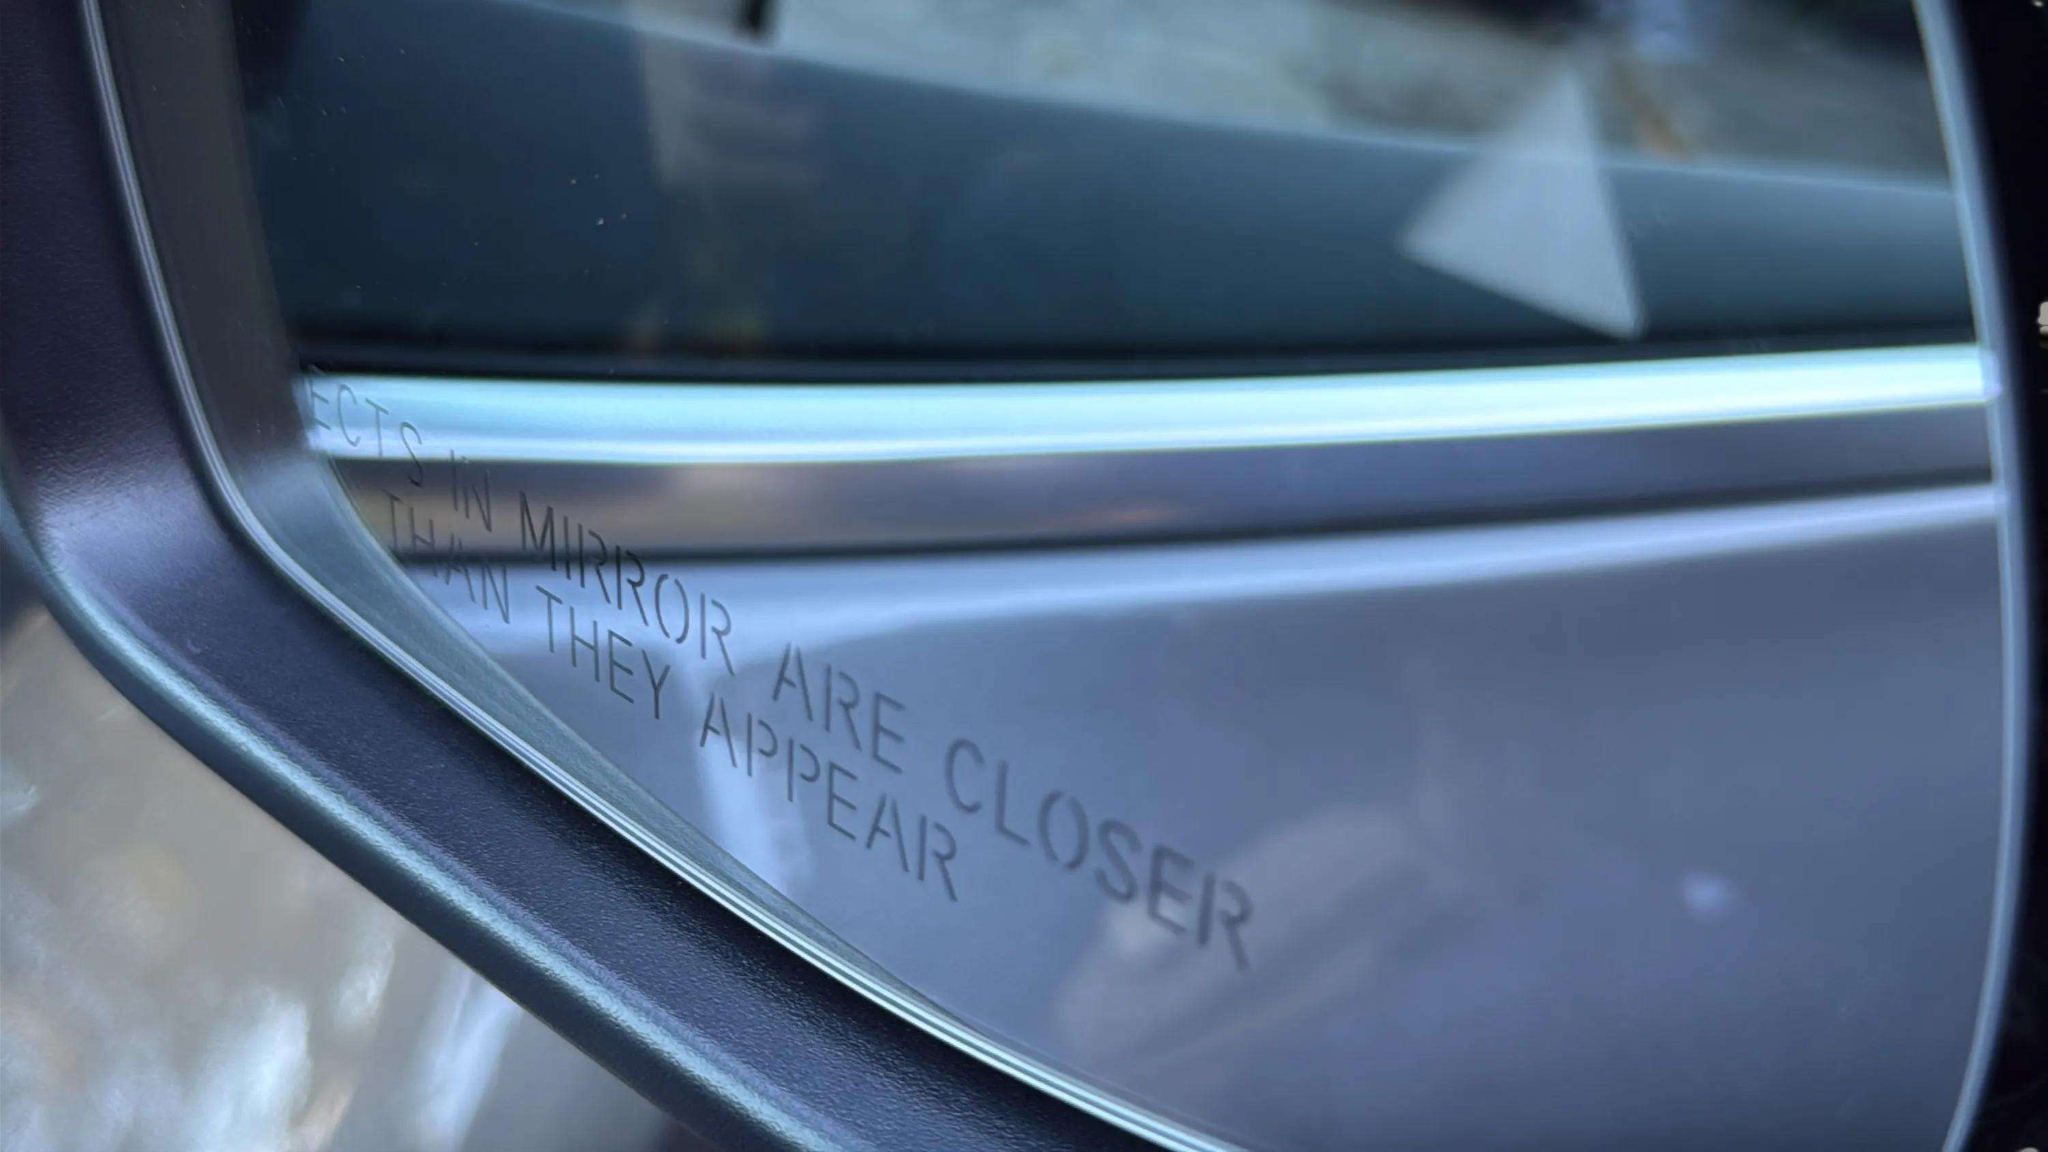 ECTS IN MIRROR ARE CLOSER
THAN THEY APPEAR